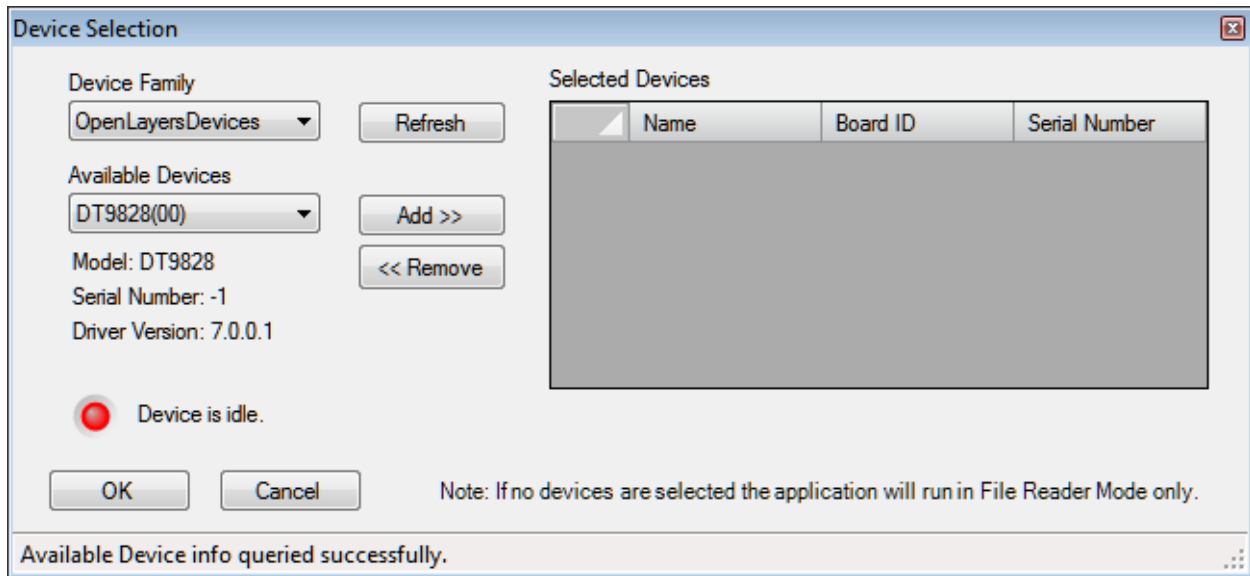 Device Selection
Device Family
OpenLayersDevices
Refresh
Available Devices
DT9828(00)
Add >>
<< Remove
Model: DT9828
Serial Number: -1
Driver Version: 7.0.0.1
Device is idle.
Selected Devices
Name Board ID Serial Number
OK Cancel Note: If no devices are selected the application will run in File Reader Mode only.
Available Device info queried successfully.